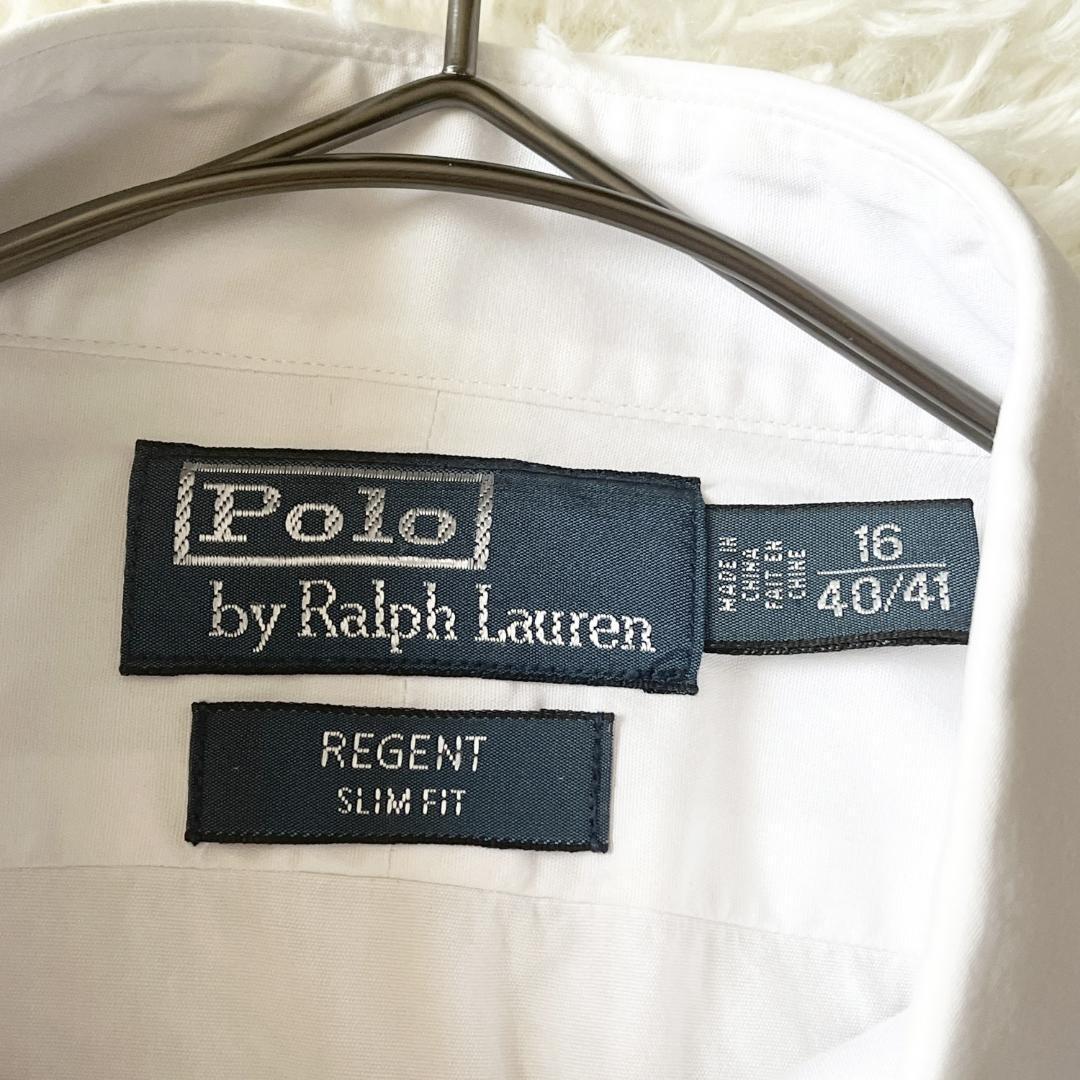 Polo
by Ralph Lauren
MADE IN
CHINA
FAIT EN
CHINE
16
40/41
REGENT
SLIM FIT